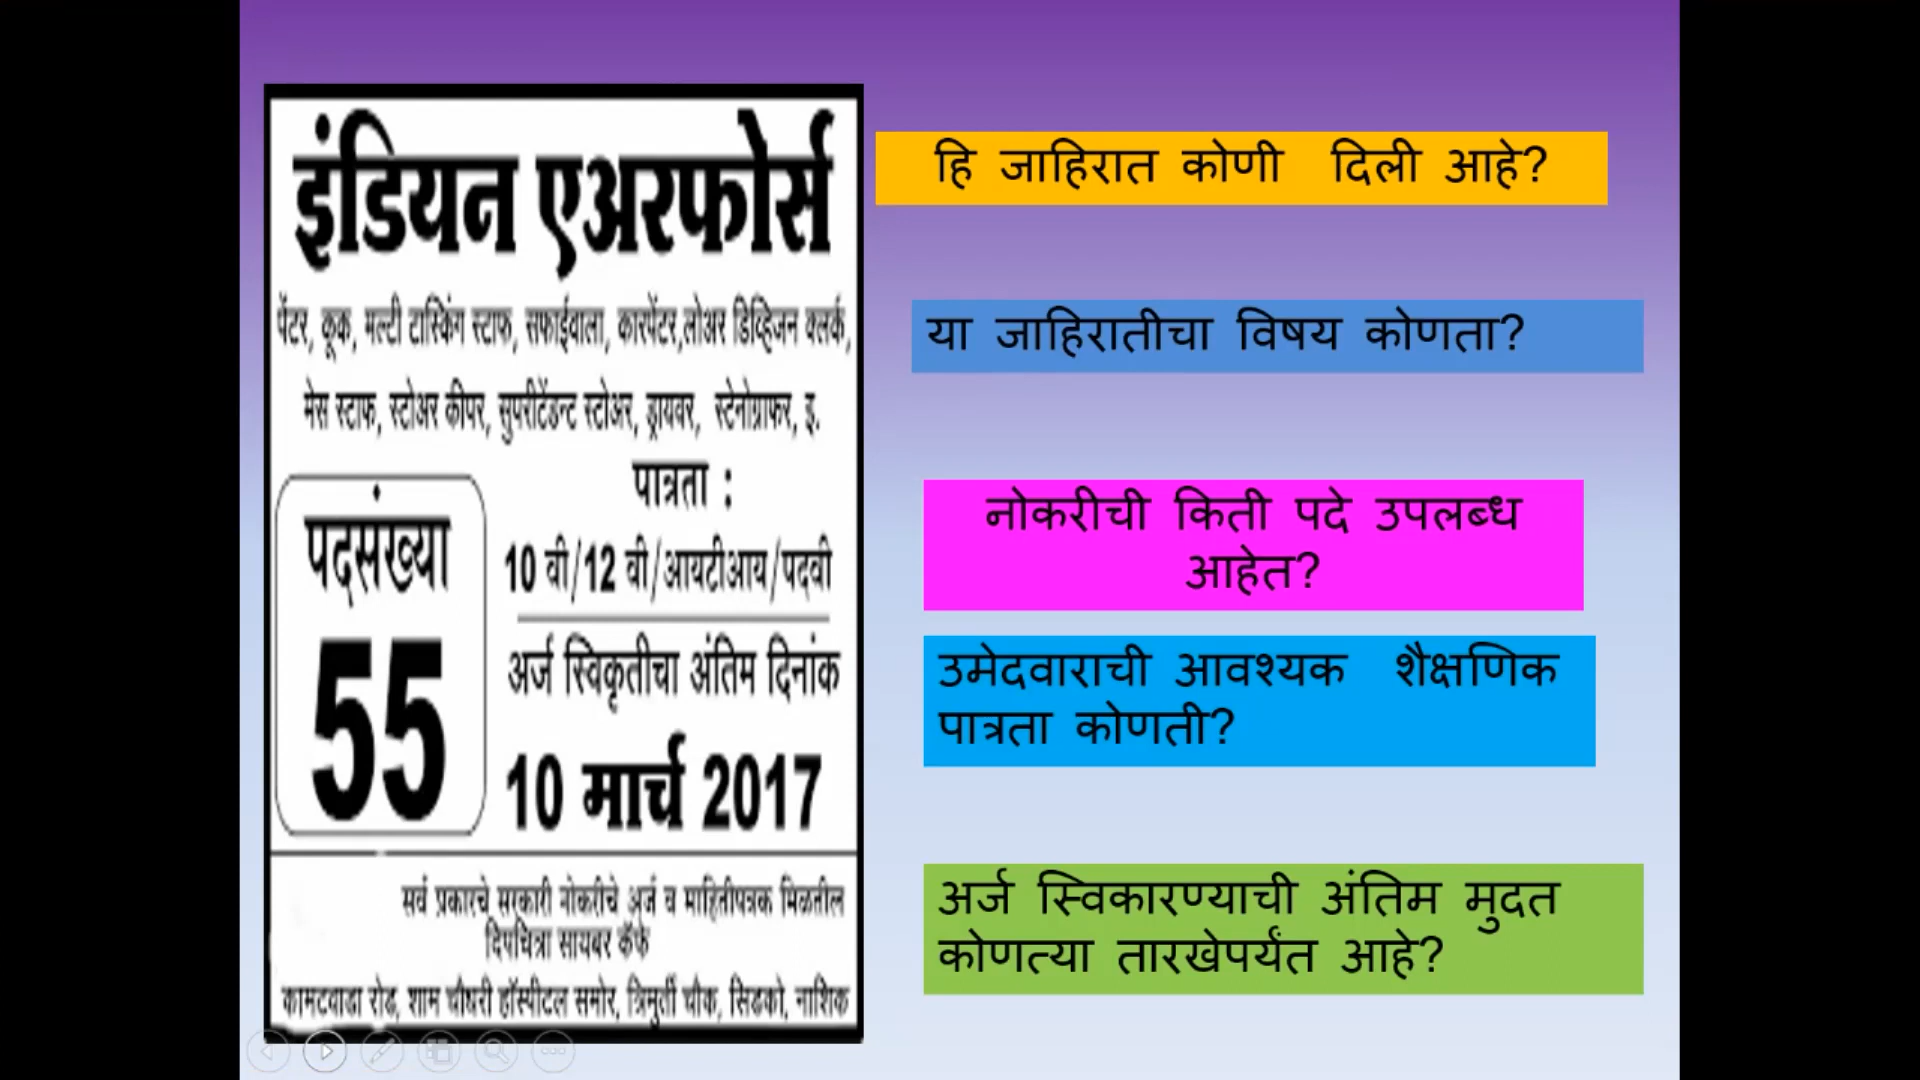 इंडियन एअरफोर्स
पेंटर, कूक, मल्टी टास्किंग स्टाफ, सफाईवाला, कारपेंटर,लोअर डिव्हिजन क्लर्क,
मेस स्टाफ, स्टोअर कीपर, सुपरीटेंडन्ट स्टोअर, ड्रायवर, स्टेनोग्राफर, इ.
पदसंख्या
55
पात्रता :
10 वी/12 वी/आयटीआय/पदवी
अर्ज स्विकृतीचा अंतिम दिनांक
10 मार्च 2017
सर्व प्रकारचे सरकारी नोकरीचे अर्ज व माहितीपत्रक मिळतील
दिपचित्रा सायबर कॅफे
कामटवाडा रोड, शाम चौधरी हॉस्पीटल समोर, त्रिमुर्ती चौक, सिडको, नाशिक
हि जाहिरात कोणी दिली आहे?
या जाहिरातीचा विषय कोणता?
नोकरीची किती पदे उपलब्ध
आहेत?
उमेदवाराची आवश्यक शैक्षणिक
पात्रता कोणती?
अर्ज स्विकारण्याची अंतिम मुदत
कोणत्या तारखेपर्यंत आहे?